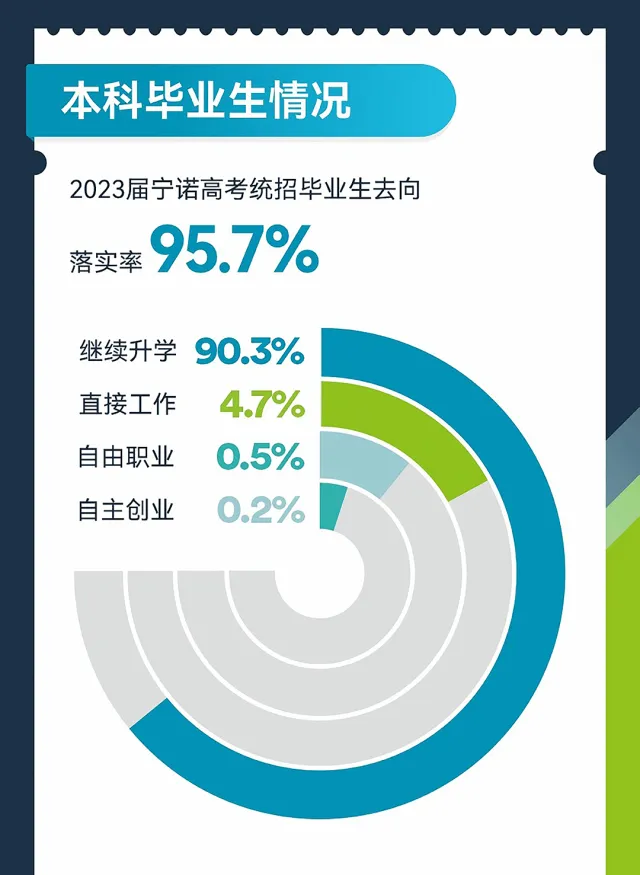 本科毕业生情况
2023届宁诺高考统招毕业生去向
落实率 95.7%
继续升学 90.3%
直接工作 4.7%
自由职业 0.5%
自主创业 0.2%